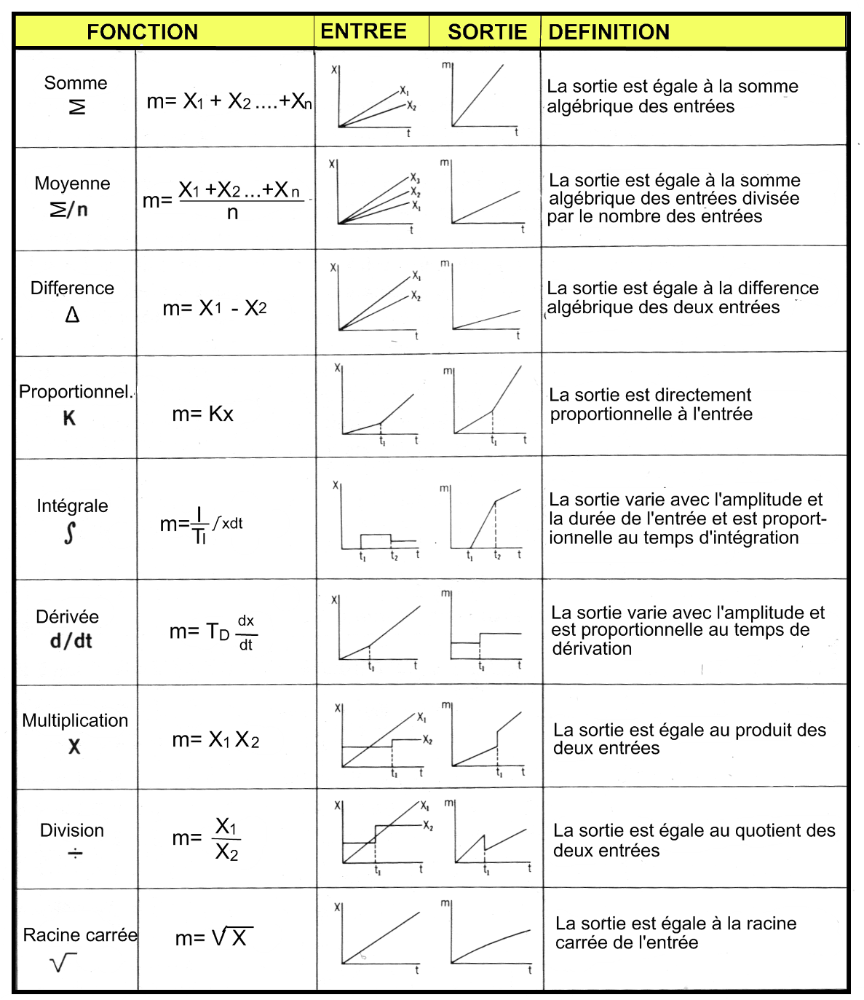 FONCTION ENTREE SORTIE DEFINITION
Somme
Σ
m= X1 + X2 ....+Xn
X X1 X2 t
m t
La sortie est égale à la somme
algébrique des entrées
Moyenne
Σ/n
m= X1 +X2 ...+Xn
n
X X3 X2 X1 t
m t
La sortie est égale à la somme
algébrique des entrées divisée
par le nombre des entrées
Difference
Δ
m= X1 - X2
X X1 X2 t
m t
La sortie est égale à la difference
algébrique des deux entrées
Proportionnel.
K
m= Kx
X t1 t
m t1 t
La sortie est directement
proportionnelle à l'entrée
Intégrale
∫
m= I
TI ∫xdt
X t1 t2 t
m t1 t2 t
La sortie varie avec l'amplitude et
la durée de l'entrée et est proport-
ionnelle au temps d'intégration
Dérivée
d/dt
m= TD dx
dt
X t1 t
m t1 t
La sortie varie avec l'amplitude et
est proportionnelle au temps de
dérivation
Multiplication
X
m= X1 X2
X X1 X2 t1 t
m t1 t
La sortie est égale au produit des
deux entrées
Division
÷
m= X1
X2
X X1 X2 t1 t
m t1 t
La sortie est égale au quotient des
deux entrées
Racine carrée
√
m= √X
X t
m t
La sortie est égale à la racine
carrée de l'entrée